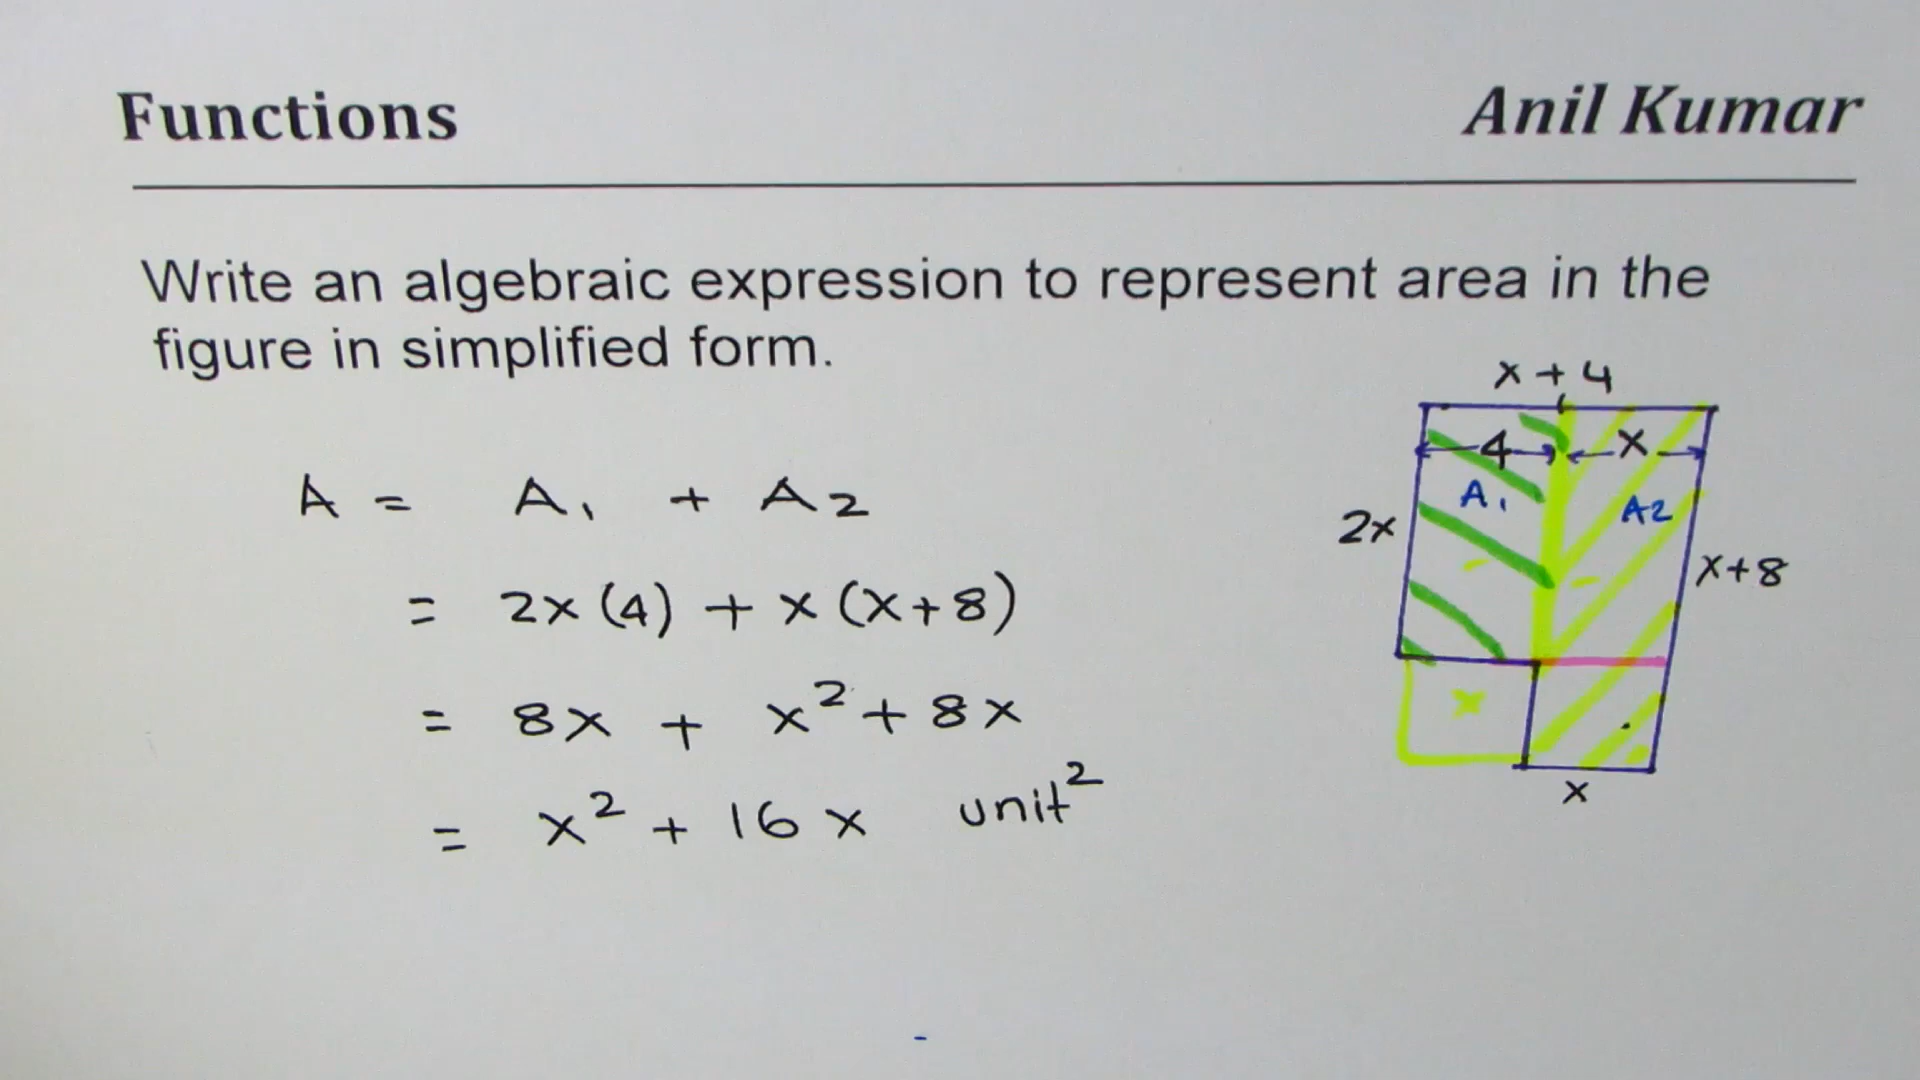 Functions
Anil Kumar
Write an algebraic expression to represent area in the
figure in simplified form.
A = A₁ + A₂
= 2x(4) + x(x+8)
= 8x + x² + 8x
= x² + 16x unit²
x + 4
4
x
A₁
A2
2x
x+8
x
x